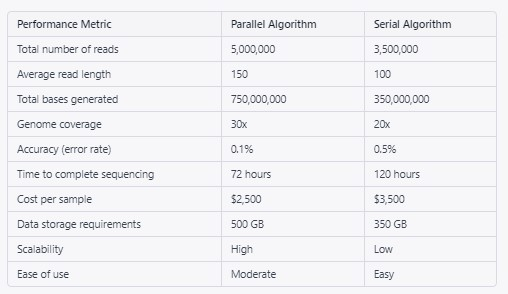 Performance Metric Parallel Algorithm Serial Algorithm
Total number of reads 5,000,000 3,500,000
Average read length 150 100
Total bases generated 750,000,000 350,000,000
Genome coverage 30x 20x
Accuracy (error rate) 0.1% 0.5%
Time to complete sequencing 72 hours 120 hours
Cost per sample $2,500 $3,500
Data storage requirements 500 GB 350 GB
Scalability High Low
Ease of use Moderate Easy